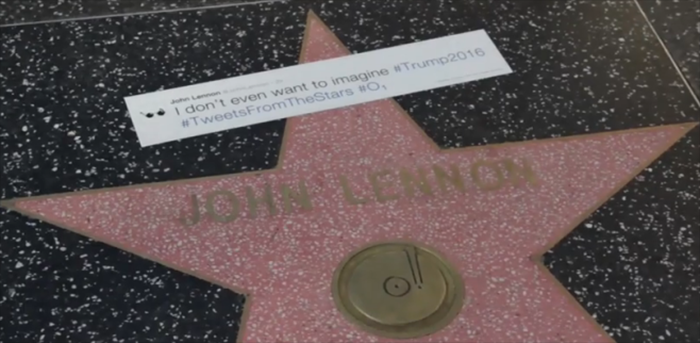 John Lennon
I don't even want to imagine #Trump2016
#TweetsFromTheStars #O₁
JOHN LENNON